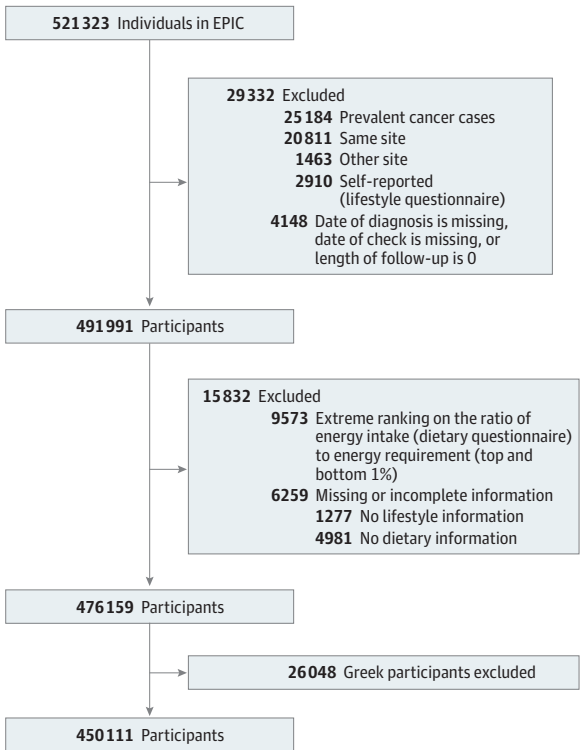 521323 Individuals in EPIC
29332 Excluded
25184 Prevalent cancer cases
20811 Same site
1463 Other site
2910 Self-reported
(lifestyle questionnaire)
4148 Date of diagnosis is missing,
date of check is missing, or
length of follow-up is 0
491991 Participants
15832 Excluded
9573 Extreme ranking on the ratio of
energy intake (dietary questionnaire)
to energy requirement (top and
bottom 1%)
6259 Missing or incomplete information
1277 No lifestyle information
4981 No dietary information
476159 Participants
26048 Greek participants excluded
450111 Participants